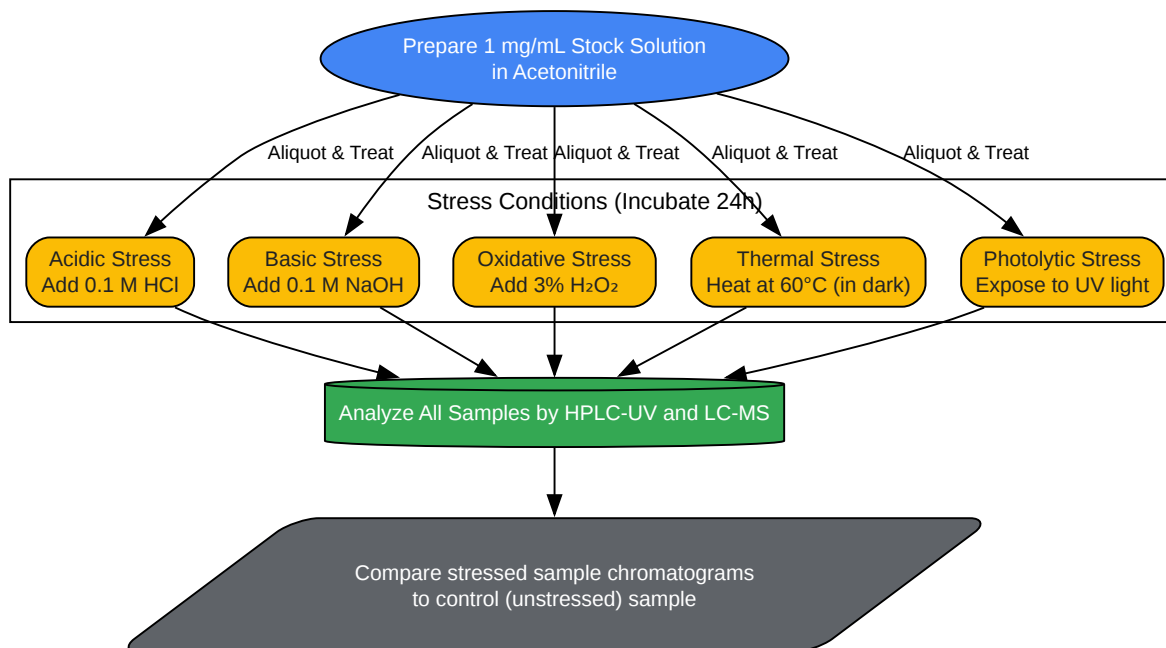 Prepare 1 mg/mL Stock Solution
in Acetonitrile
Aliquot & Treat
Aliquot & Treat
Aliquot & Treat
Aliquot & Treat
Aliquot & Treat
Stress Conditions (Incubate 24h)
Acidic Stress
Add 0.1 M HCl
Basic Stress
Add 0.1 M NaOH
Oxidative Stress
Add 3% H₂O₂
Thermal Stress
Heat at 60°C (in dark)
Photolytic Stress
Expose to UV light
Analyze All Samples by HPLC-UV and LC-MS
Compare stressed sample chromatograms
to control (unstressed) sample